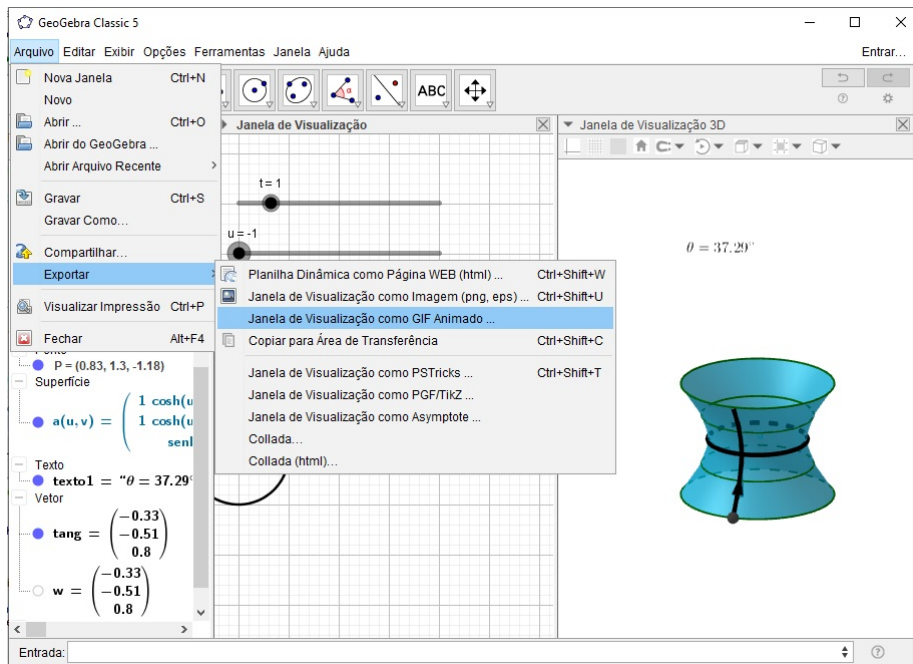 GeoGebra Classic 5
Arquivo Editar Exibir Opções Ferramentas Janela Ajuda
Entrar...
Nova Janela Ctrl+N
Novo
Abrir ... Ctrl+O
Abrir do GeoGebra ...
Abrir Arquivo Recente
Gravar Ctrl+S
Gravar Como...
Compartilhar...
Exportar
Visualizar Impressão Ctrl+P
Fechar Alt+F4
ABC
Janela de Visualização
t = 1
u = -1
Planilha Dinâmica como Página WEB (html) ... Ctrl+Shift+W
Janela de Visualização como Imagem (png, eps) ... Ctrl+Shift+U
Janela de Visualização como GIF Animado ...
Copiar para Área de Transferência Ctrl+Shift+C
Janela de Visualização como PSTricks ... Ctrl+Shift+T
Janela de Visualização como PGF/TikZ ...
Janela de Visualização como Asymptote ...
Collada...
Collada (html)...
Janela de Visualização 3D
θ = 37.29°
P = (0.83, 1.3, -1.18)
Superfície
1 cosh(u
a(u, v) = 1 cosh(u
senl
Texto
texto1 = “θ = 37.29°
Vetor
−0.33
tang = −0.51
0.8
−0.33
w = −0.51
0.8
Entrada: